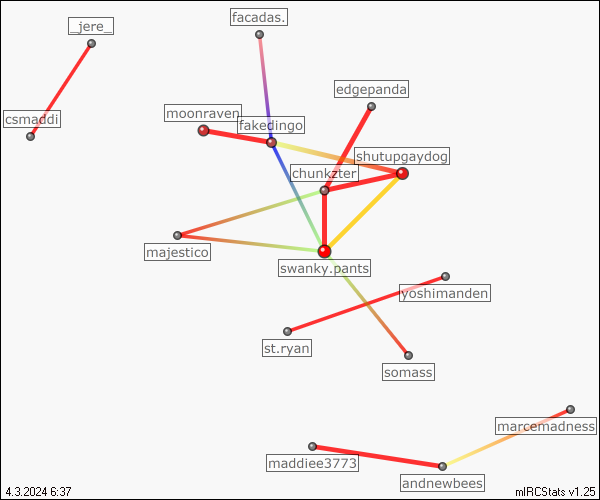 facadas.
_jere_
edgepanda
moonraven
csmaddi
fakedingo
shutupgaydog
chunkzter
majestico
swanky.pants
yoshimanden
st.ryan
somass
marcemadness
maddiee3773
andnewbees
4.3.2024 6:37
mIRCStats v1.25